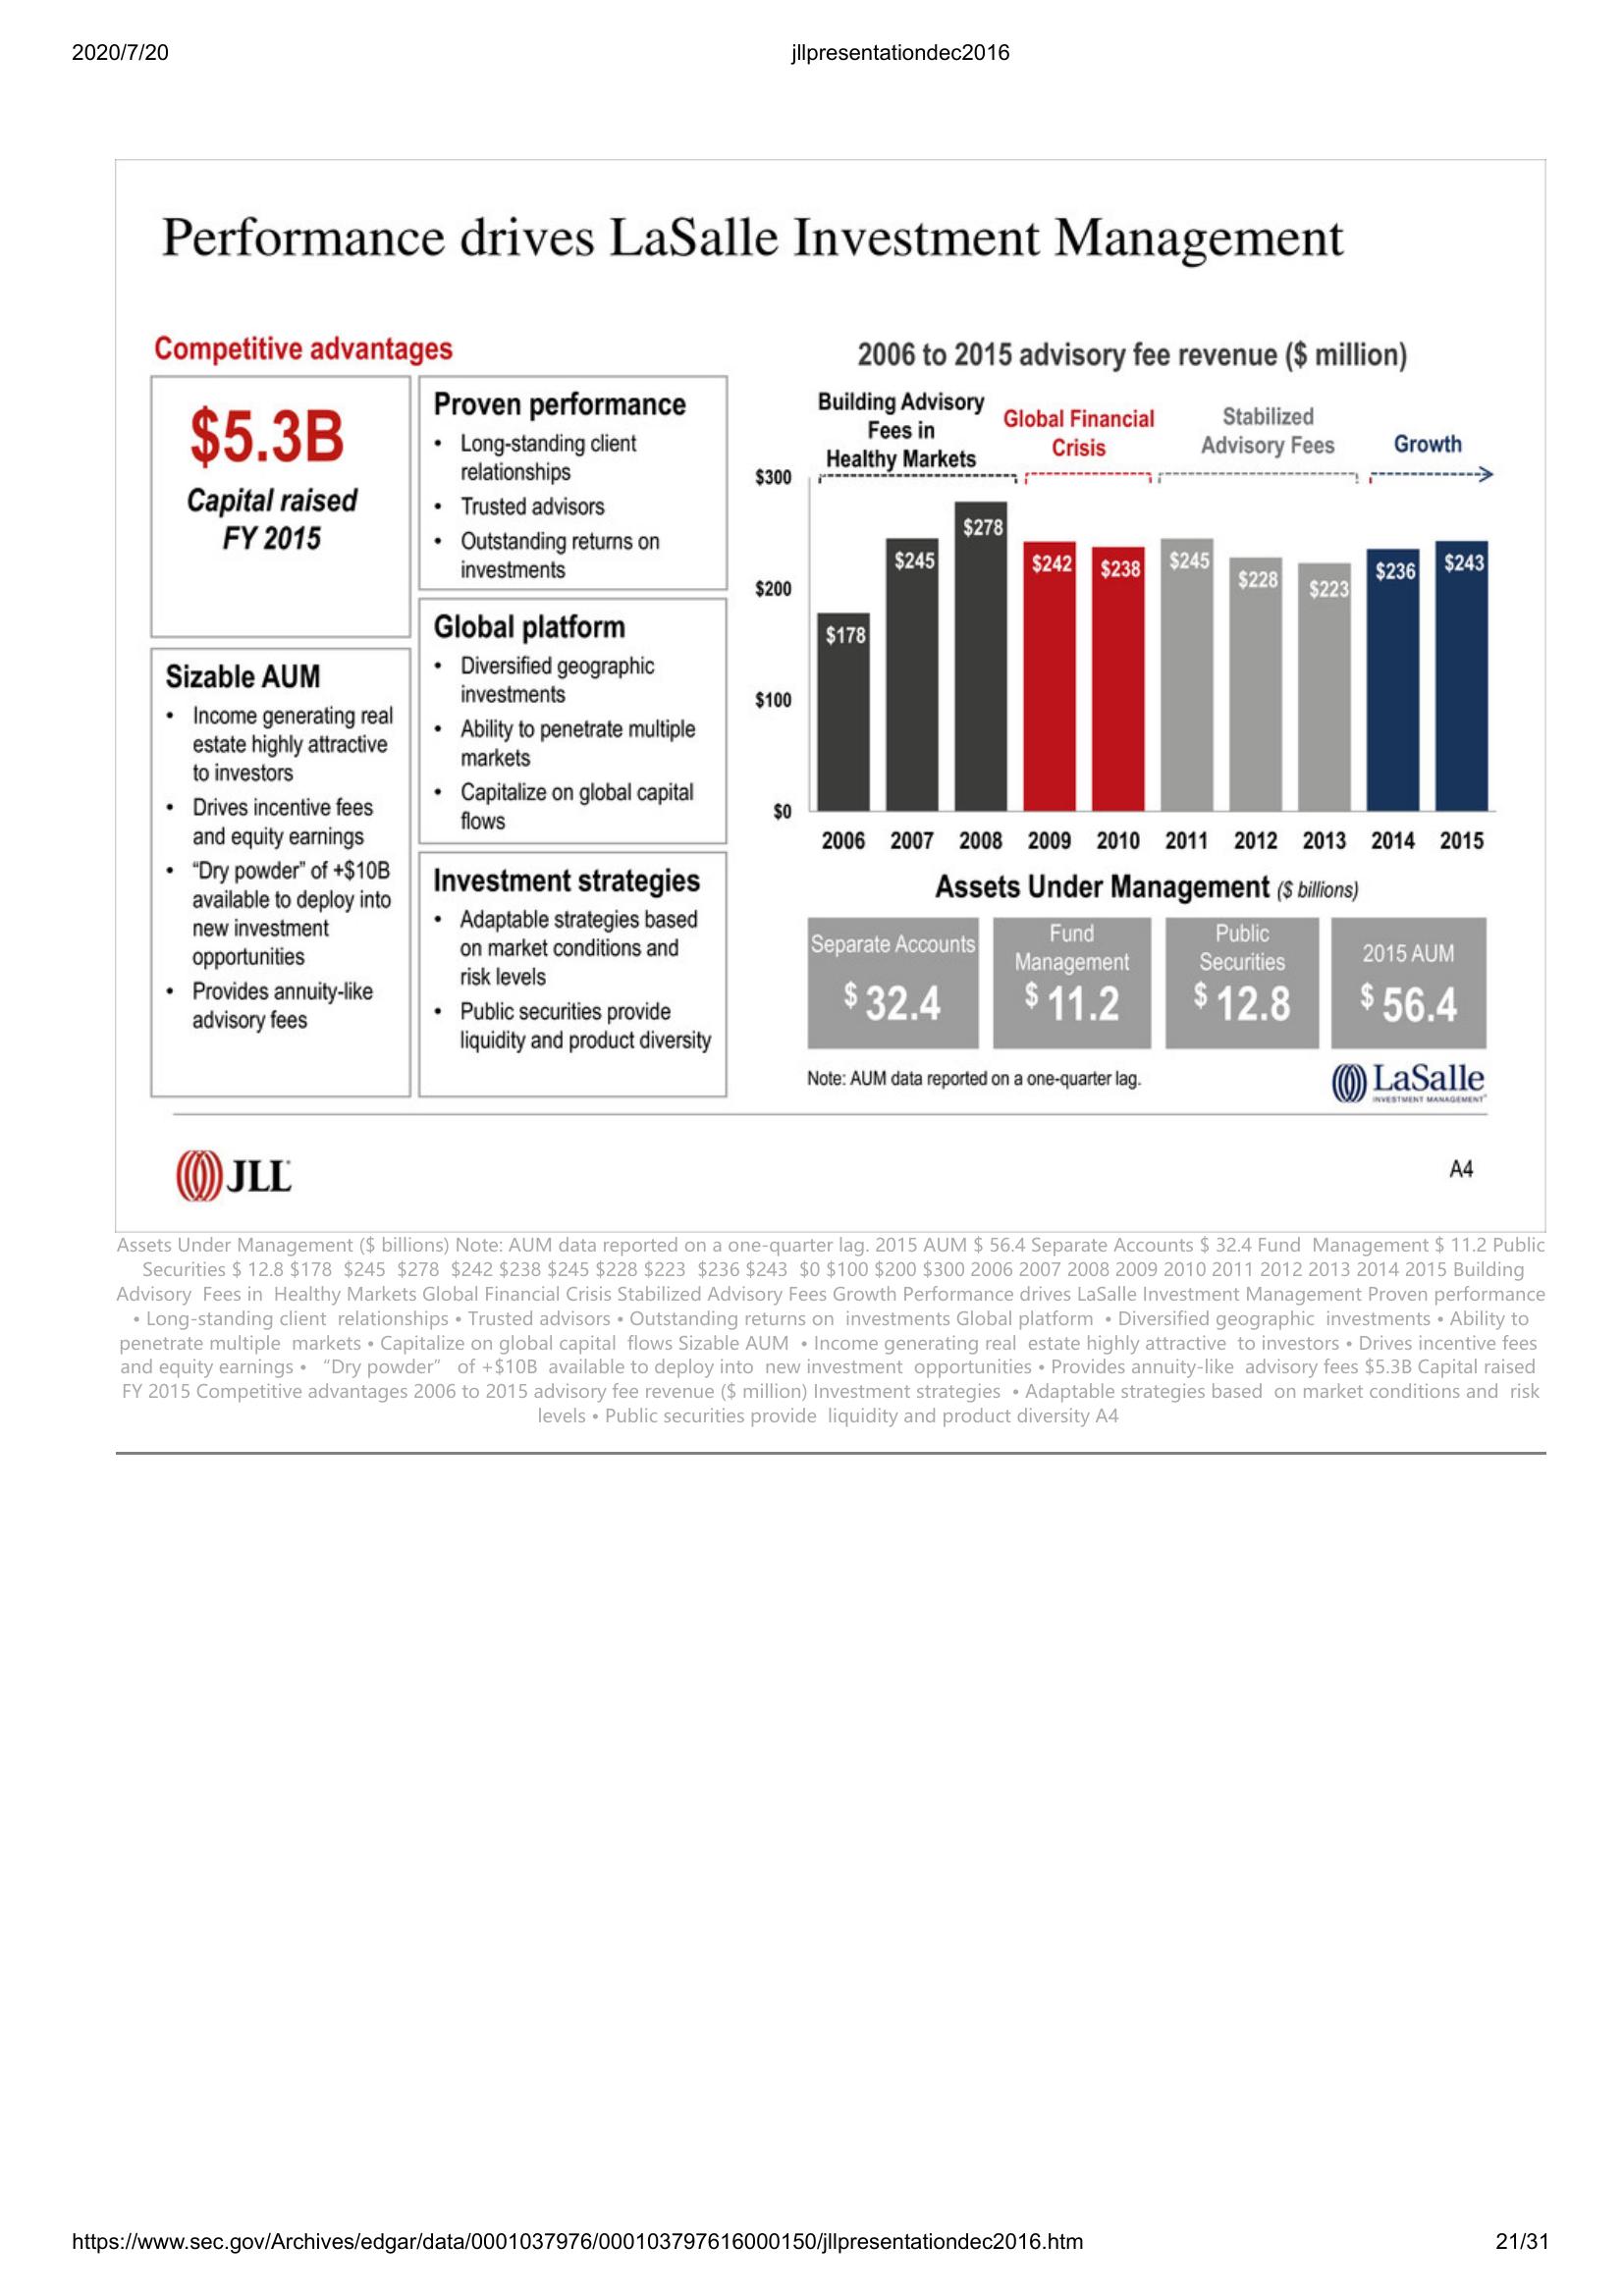 2020/7/20
jllpresentationdec2016
Performance drives LaSalle Investment Management
Competitive advantages
$5.3B
Capital raised
FY 2015
Sizable AUM
• Income generating real
estate highly attractive
to investors
• Drives incentive fees
and equity earnings
• “Dry powder” of +$10B
available to deploy into
new investment
opportunities
• Provides annuity-like
advisory fees
Proven performance
• Long-standing client
relationships
• Trusted advisors
• Outstanding returns on
investments
Global platform
• Diversified geographic
investments
• Ability to penetrate multiple
markets
• Capitalize on global capital
flows
Investment strategies
• Adaptable strategies based
on market conditions and
risk levels
• Public securities provide
liquidity and product diversity
2006 to 2015 advisory fee revenue ($ million)
Building Advisory
Fees in
Healthy Markets
Global Financial
Crisis
Stabilized
Advisory Fees
Growth
$300
$200
$100
$0
$178
$245
$278
$242
$238
$245
$228
$223
$236
$243
2006 2007 2008 2009 2010 2011 2012 2013 2014 2015
Assets Under Management ($ billions)
Separate Accounts
$ 32.4
Fund
Management
$ 11.2
Public
Securities
$ 12.8
2015 AUM
$ 56.4
Note: AUM data reported on a one-quarter lag.
LaSalle
INVESTMENT MANAGEMENT
JLL
A4
Assets Under Management ($ billions) Note: AUM data reported on a one-quarter lag. 2015 AUM $ 56.4 Separate Accounts $ 32.4 Fund Management $ 11.2 Public
Securities $ 12.8 $178 $245 $278 $242 $238 $245 $228 $223 $236 $243 $0 $100 $200 $300 2006 2007 2008 2009 2010 2011 2012 2013 2014 2015 Building
Advisory Fees in Healthy Markets Global Financial Crisis Stabilized Advisory Fees Growth Performance drives LaSalle Investment Management Proven performance
• Long-standing client relationships • Trusted advisors • Outstanding returns on investments Global platform • Diversified geographic investments • Ability to
penetrate multiple markets • Capitalize on global capital flows Sizable AUM • Income generating real estate highly attractive to investors • Drives incentive fees
and equity earnings • “Dry powder” of +$10B available to deploy into new investment opportunities • Provides annuity-like advisory fees $5.3B Capital raised
FY 2015 Competitive advantages 2006 to 2015 advisory fee revenue ($ million) Investment strategies • Adaptable strategies based on market conditions and risk
levels • Public securities provide liquidity and product diversity A4
https://www.sec.gov/Archives/edgar/data/0001037976/000103797616000150/jllpresentationdec2016.htm
21/31